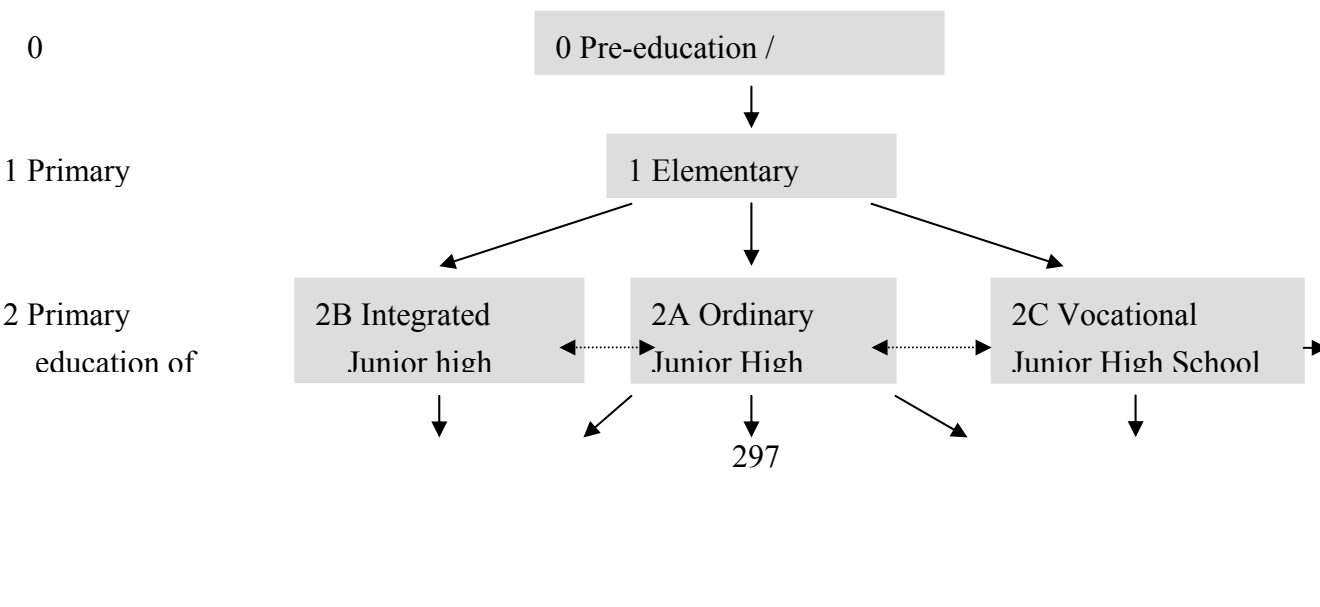 0
0 Pre-education /
1 Primary
1 Elementary
2 Primary
education of
2B Integrated
Junior high
2A Ordinary
Junior High
2C Vocational
Junior High School
297